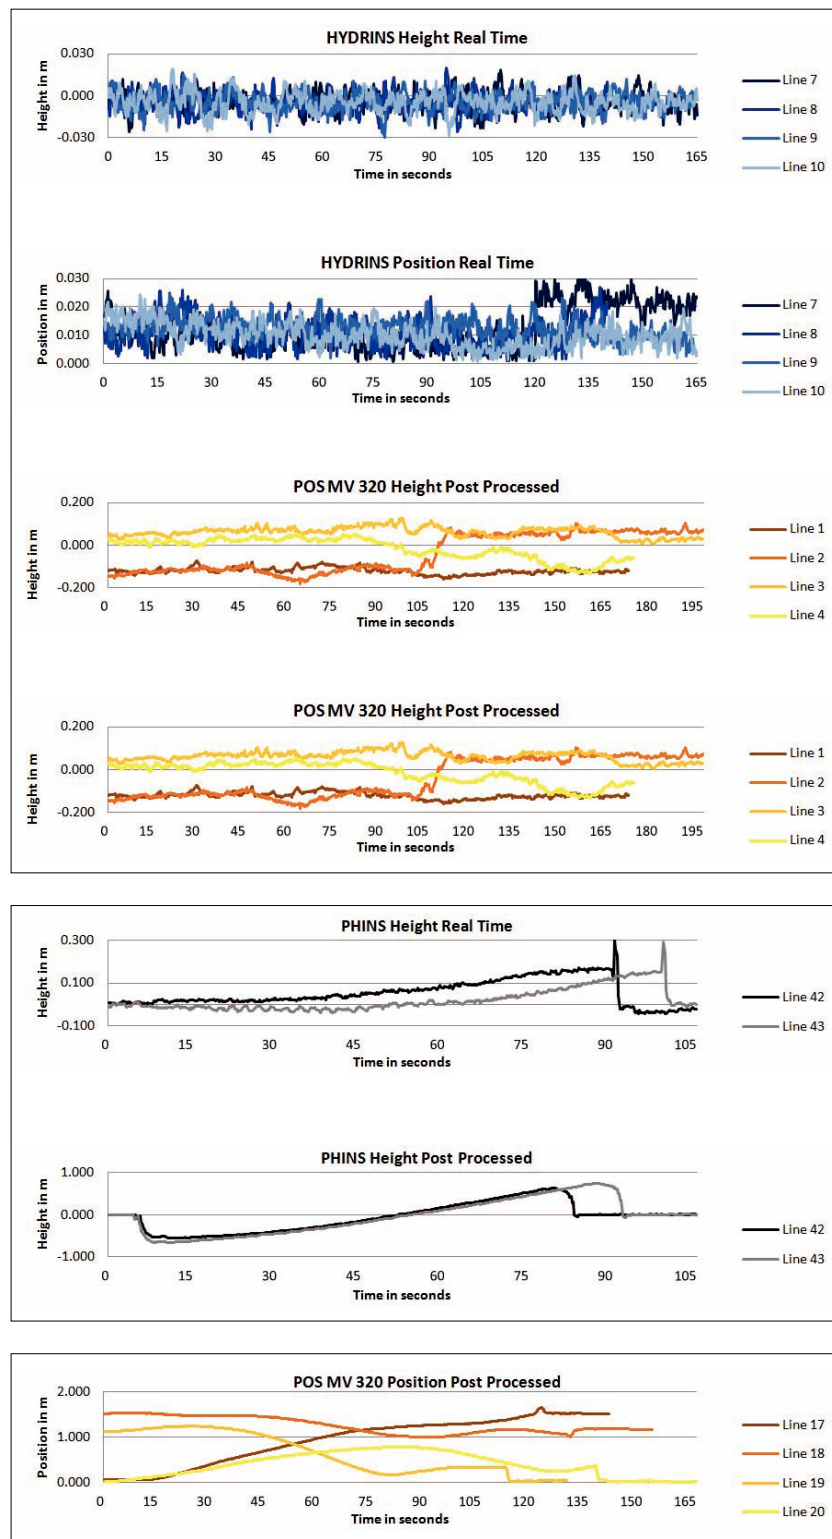 HYDRINS Height Real Time
Height in m
0.030
0.000
-0.030
0 15 30 45 60 75 90 105 120 135 150 165
Time in seconds
Line 7
Line 8
Line 9
Line 10
HYDRINS Position Real Time
Position in m
0.030
0.020
0.010
0.000
0 15 30 45 60 75 90 105 120 135 150 165
Time in seconds
Line 7
Line 8
Line 9
Line 10
POS MV 320 Height Post Processed
Height in m
0.200
0.000
-0.200
0 15 30 45 60 75 90 105 120 135 150 165 180 195
Time in seconds
Line 1
Line 2
Line 3
Line 4
POS MV 320 Height Post Processed
Height in m
0.200
0.000
-0.200
0 15 30 45 60 75 90 105 120 135 150 165 180 195
Time in seconds
Line 1
Line 2
Line 3
Line 4
PHINS Height Real Time
Height in m
0.300
0.100
-0.100
0 15 30 45 60 75 90 105
Time in seconds
Line 42
Line 43
PHINS Height Post Processed
Height in m
1.000
0.000
-1.000
0 15 30 45 60 75 90 105
Time in seconds
Line 42
Line 43
POS MV 320 Position Post Processed
Position in m
2.000
1.000
0.000
0 15 30 45 60 75 90 105 120 135 150 165
Time in seconds
Line 17
Line 18
Line 19
Line 20